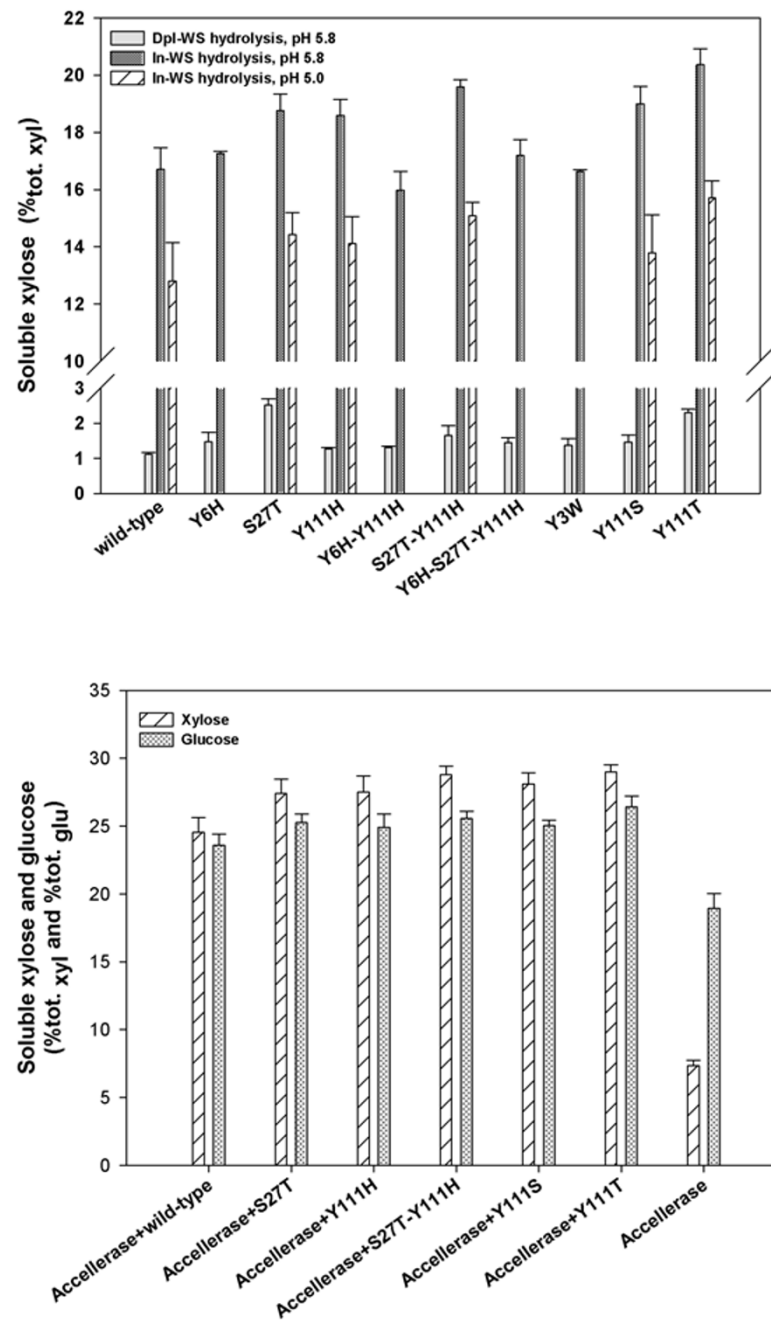 Soluble xylose (%tot. xyl)
22
20
18
16
14
12
10
3
2
1
0
Dpl-WS hydrolysis, pH 5.8
In-WS hydrolysis, pH 5.8
In-WS hydrolysis, pH 5.0
wild-type
Y6H
S27T
Y111H
Y6H-Y111H
S27T-Y111H
Y6H-S27T-Y111H
Y3W
Y111S
Y111T
Soluble xylose and glucose
(%tot. xyl and %tot. glu)
35
30
25
20
15
10
5
0
Xylose
Glucose
Accellerase+wild-type
Accellerase+S27T
Accellerase+Y111H
Accellerase+S27T-Y111H
Accellerase+Y111S
Accellerase+Y111T
Accellerase